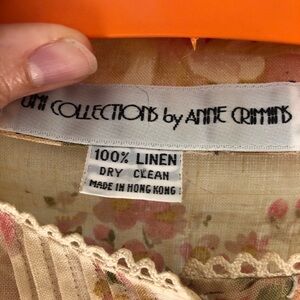 UMI COLLECTIONS by ANNE CRIMMINS
100% LINEN
DRY CLEAN
MADE IN HONG KONG